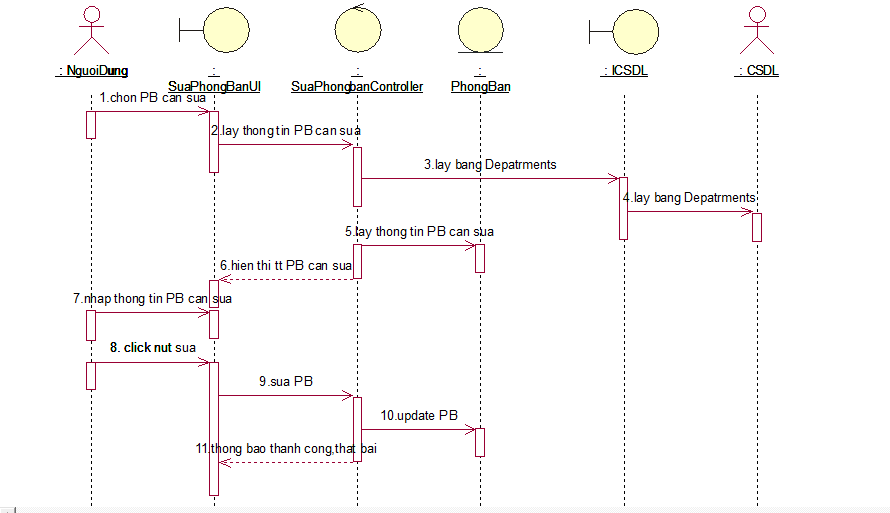 : NguoiDung
:
SuaPhongBanUI
:
SuaPhongbanController
:
PhongBan
: ICSDL
: CSDL
1.chon PB can sua
2.lay thong tin PB can sua
3.lay bang Depatrments
4.lay bang Depatrments
5.lay thong tin PB can sua
6.hien thi tt PB can sua
7.nhap thong tin PB can sua
8. click nut sua
9.sua PB
10.update PB
11.thong bao thanh cong,that bai